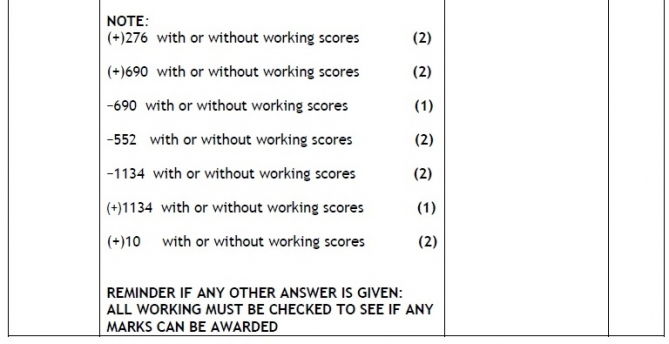 NOTE:
(+)276 with or without working scores (2)
(+)690 with or without working scores (2)
−690 with or without working scores (1)
−552 with or without working scores (2)
−1134 with or without working scores (2)
(+)1134 with or without working scores (1)
(+)10 with or without working scores (2)
REMINDER IF ANY OTHER ANSWER IS GIVEN:
ALL WORKING MUST BE CHECKED TO SEE IF ANY
MARKS CAN BE AWARDED